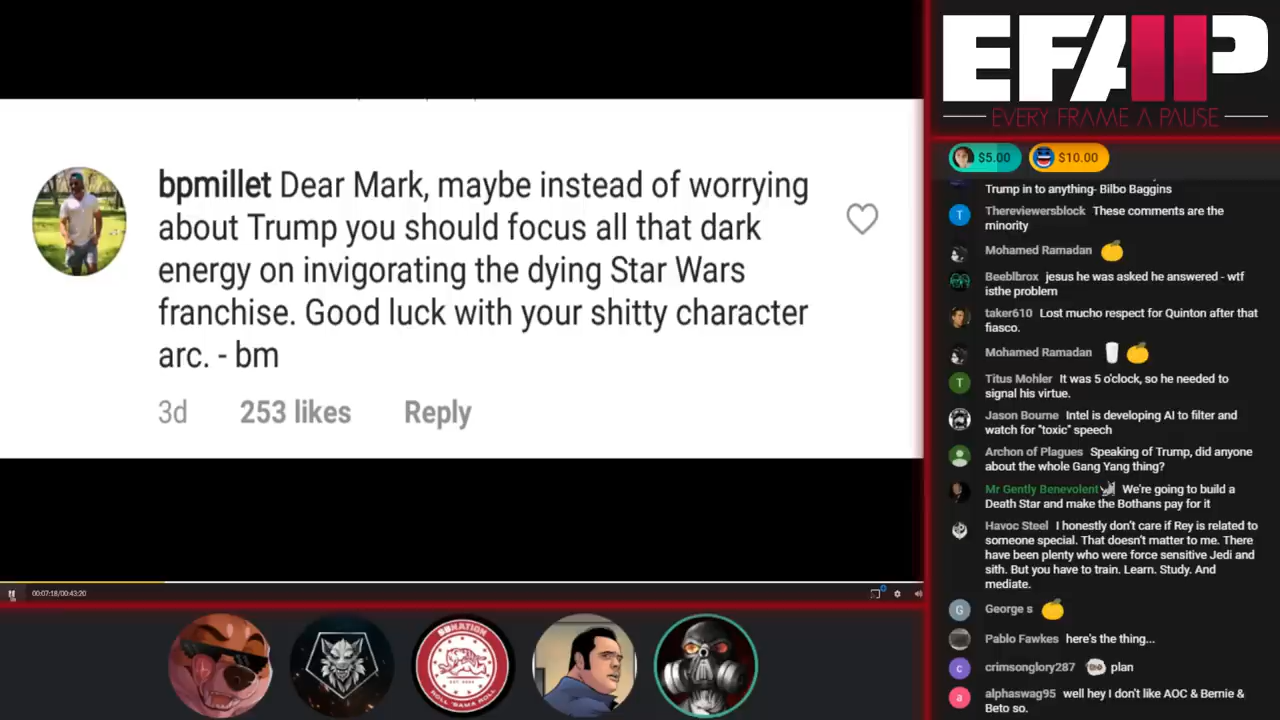 bpmillet Dear Mark, maybe instead of worrying
about Trump you should focus all that dark
energy on invigorating the dying Star Wars
franchise. Good luck with your shitty character
arc. - bm
3d 253 likes Reply
00:07:18/00:43:20
EFAP
EVERY FRAME A PAUSE
$5.00 $10.00
Trump in to anything- Bilbo Baggins
Thereviewersblock These comments are the
minority
Mohamed Ramadan
Beeblbrox jesus he was asked he answered - wtf
isthe problem
taker610 Lost mucho respect for Quinton after that
fiasco.
Mohamed Ramadan
Titus Mohler It was 5 o'clock, so he needed to
signal his virtue.
Jason Bourne Intel is developing AI to filter and
watch for "toxic" speech
Archon of Plagues Speaking of Trump, did anyone
about the whole Gang Yang thing?
Mr Gently Benevolent We're going to build a
Death Star and make the Bothans pay for it
Havoc Steel I honestly don't care if Rey is related to
someone special. That doesn't matter to me. There
have been plenty who were force sensitive Jedi and
sith. But you have to train. Learn. Study. And
mediate.
George s
Pablo Fawkes here's the thing...
crimsonglory287 plan
alphaswag95 well hey I don't like AOC & Bernie &
Beto so.